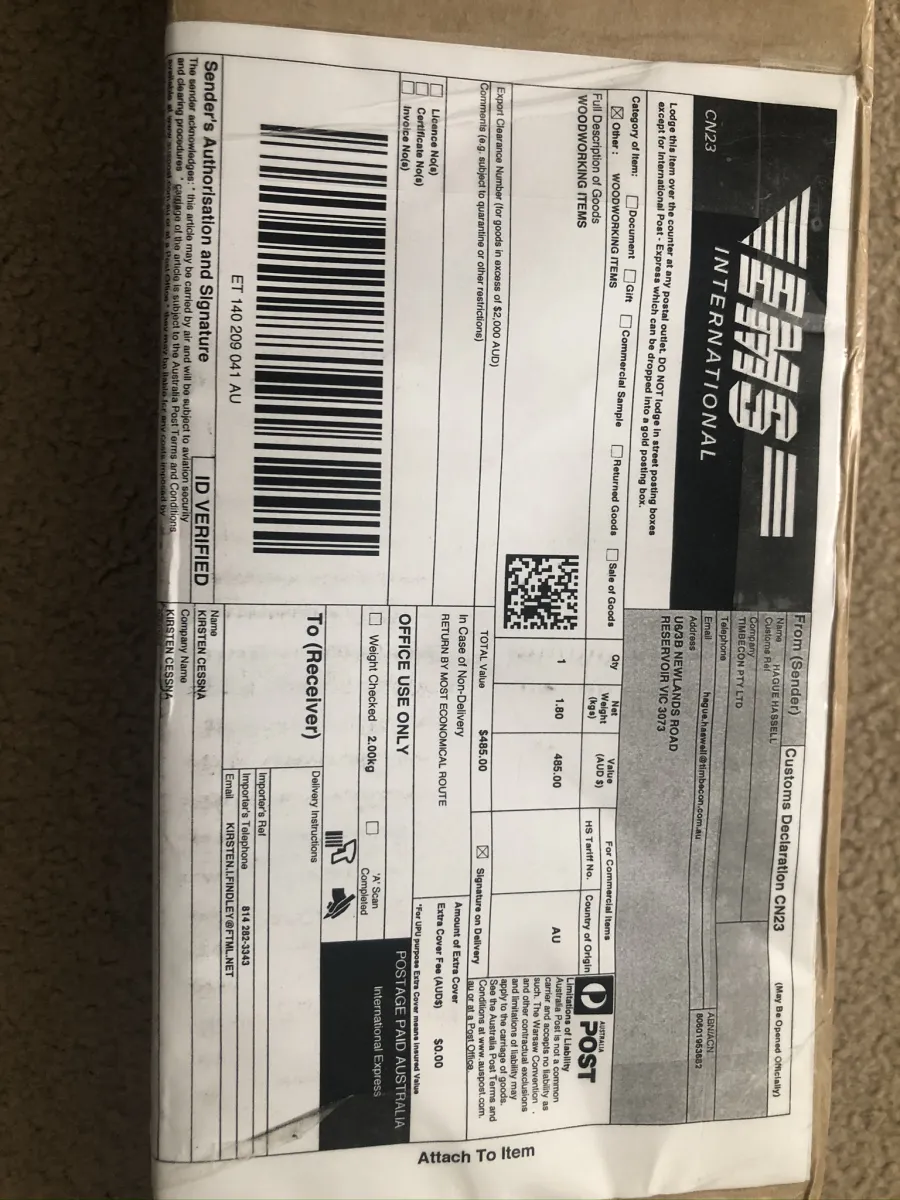 EMS
INTERNATIONAL
CN23
Lodge this item over the counter at any postal outlet. DO NOT lodge in street posting boxes
except for International Post - Express which can be dropped into a gold posting box.
Category of Item: Document Gift Commercial Sample Returned Goods Sale of Goods
Other : WOODWORKING ITEMS
Full Description of Goods
WOODWORKING ITEMS
Export Clearance Number (for goods in excess of $2,000 AUD)
Comments (e.g. subject to quarantine or other restrictions)
Licence No(s)
Certificate No(s)
Invoice No(s)
ET 140 209 041 AU
Sender's Authorisation and Signature
ID VERIFIED
The sender acknowledges: * this article may be carried by air and will be subject to aviation security
and clearing procedures * carriage of the article is subject to the Australia Post Terms and Conditions
From (Sender)
Customs Declaration CN23
(May Be Opened Officially)
Name HAGUE HASSELL
Customs Ref
Company
TIMBECON PTY LTD
Telephone
ABN/ACN
Email hague.haswell@timbecon.com.au
Address
U6/3B NEWLANDS ROAD
RESERVOIR VIC 3073
Qty
Net
Weight
(kgs)
Value
(AUD $)
For Commercial Items
HS Tariff No.
Country of Origin
1
1.80
485.00
AU
TOTAL Value $485.00
Signature on Delivery
AUSTRALIA
POST
Limitations of Liability
Australia Post is not a common
carrier and accepts no liability as
such. The Warsaw Convention
and other contractual exclusions
and limitations of liability may
apply to the carriage of goods.
See the Australia Post Terms and
Conditions at www.auspost.com.
au or at a Post Office
In Case of Non-Delivery
RETURN BY MOST ECONOMICAL ROUTE
Amount of Extra Cover
Extra Cover Fee (AUD$) $0.00
*For UPU purpose Extra Cover means Insured Value
OFFICE USE ONLY
Weight Checked 2.00kg
'A' Scan
Completed
POSTAGE PAID AUSTRALIA
International Express
To (Receiver)
Delivery Instructions
Importer's Ref
Importer's Telephone 814 282-3343
Email KIRSTEN.I.FINDLEY@FTML.NET
Name
KIRSTEN CESSNA
Company Name
KIRSTEN CESSNA
Attach To Item